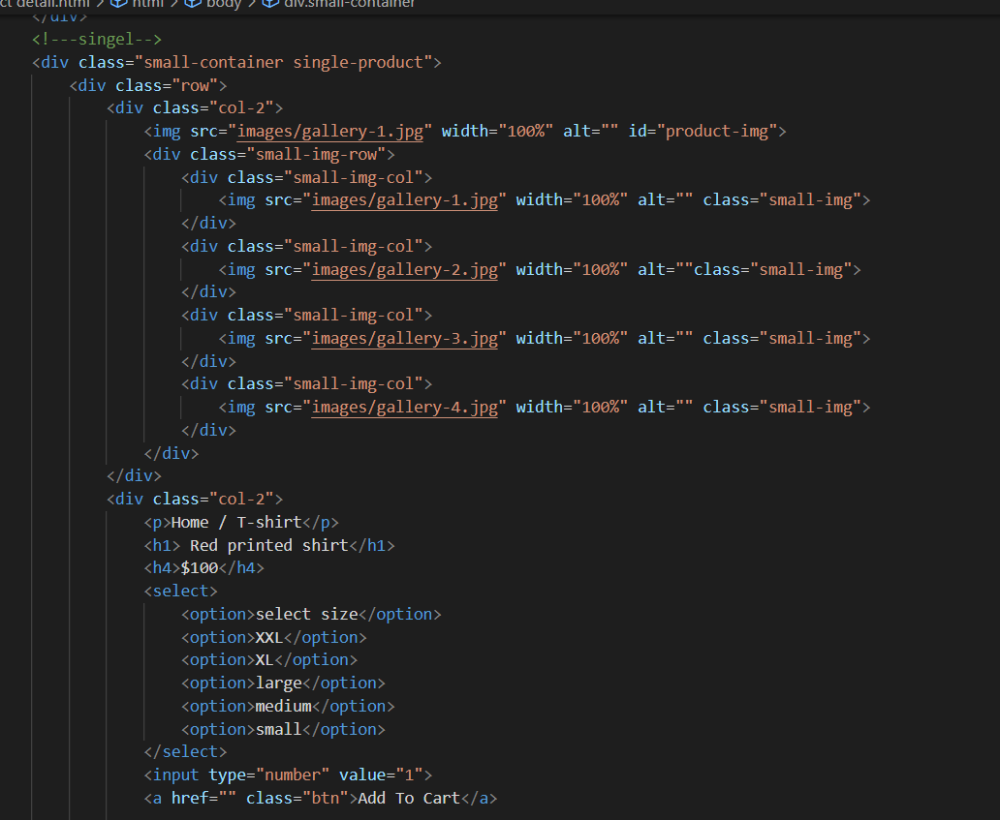 ct detail.html > html > body > div.small-container
</div>
<!---singel-->
<div class="small-container single-product">
<div class="row">
<div class="col-2">
<img src="images/gallery-1.jpg" width="100%" alt="" id="product-img">
<div class="small-img-row">
<div class="small-img-col">
<img src="images/gallery-1.jpg" width="100%" alt="" class="small-img">
</div>
<div class="small-img-col">
<img src="images/gallery-2.jpg" width="100%" alt=""class="small-img">
</div>
<div class="small-img-col">
<img src="images/gallery-3.jpg" width="100%" alt="" class="small-img">
</div>
<div class="small-img-col">
<img src="images/gallery-4.jpg" width="100%" alt="" class="small-img">
</div>
</div>
</div>
<div class="col-2">
<p>Home / T-shirt</p>
<h1> Red printed shirt</h1>
<h4>$100</h4>
<select>
<option>select size</option>
<option>XXL</option>
<option>XL</option>
<option>large</option>
<option>medium</option>
<option>small</option>
</select>
<input type="number" value="1">
<a href="" class="btn">Add To Cart</a>